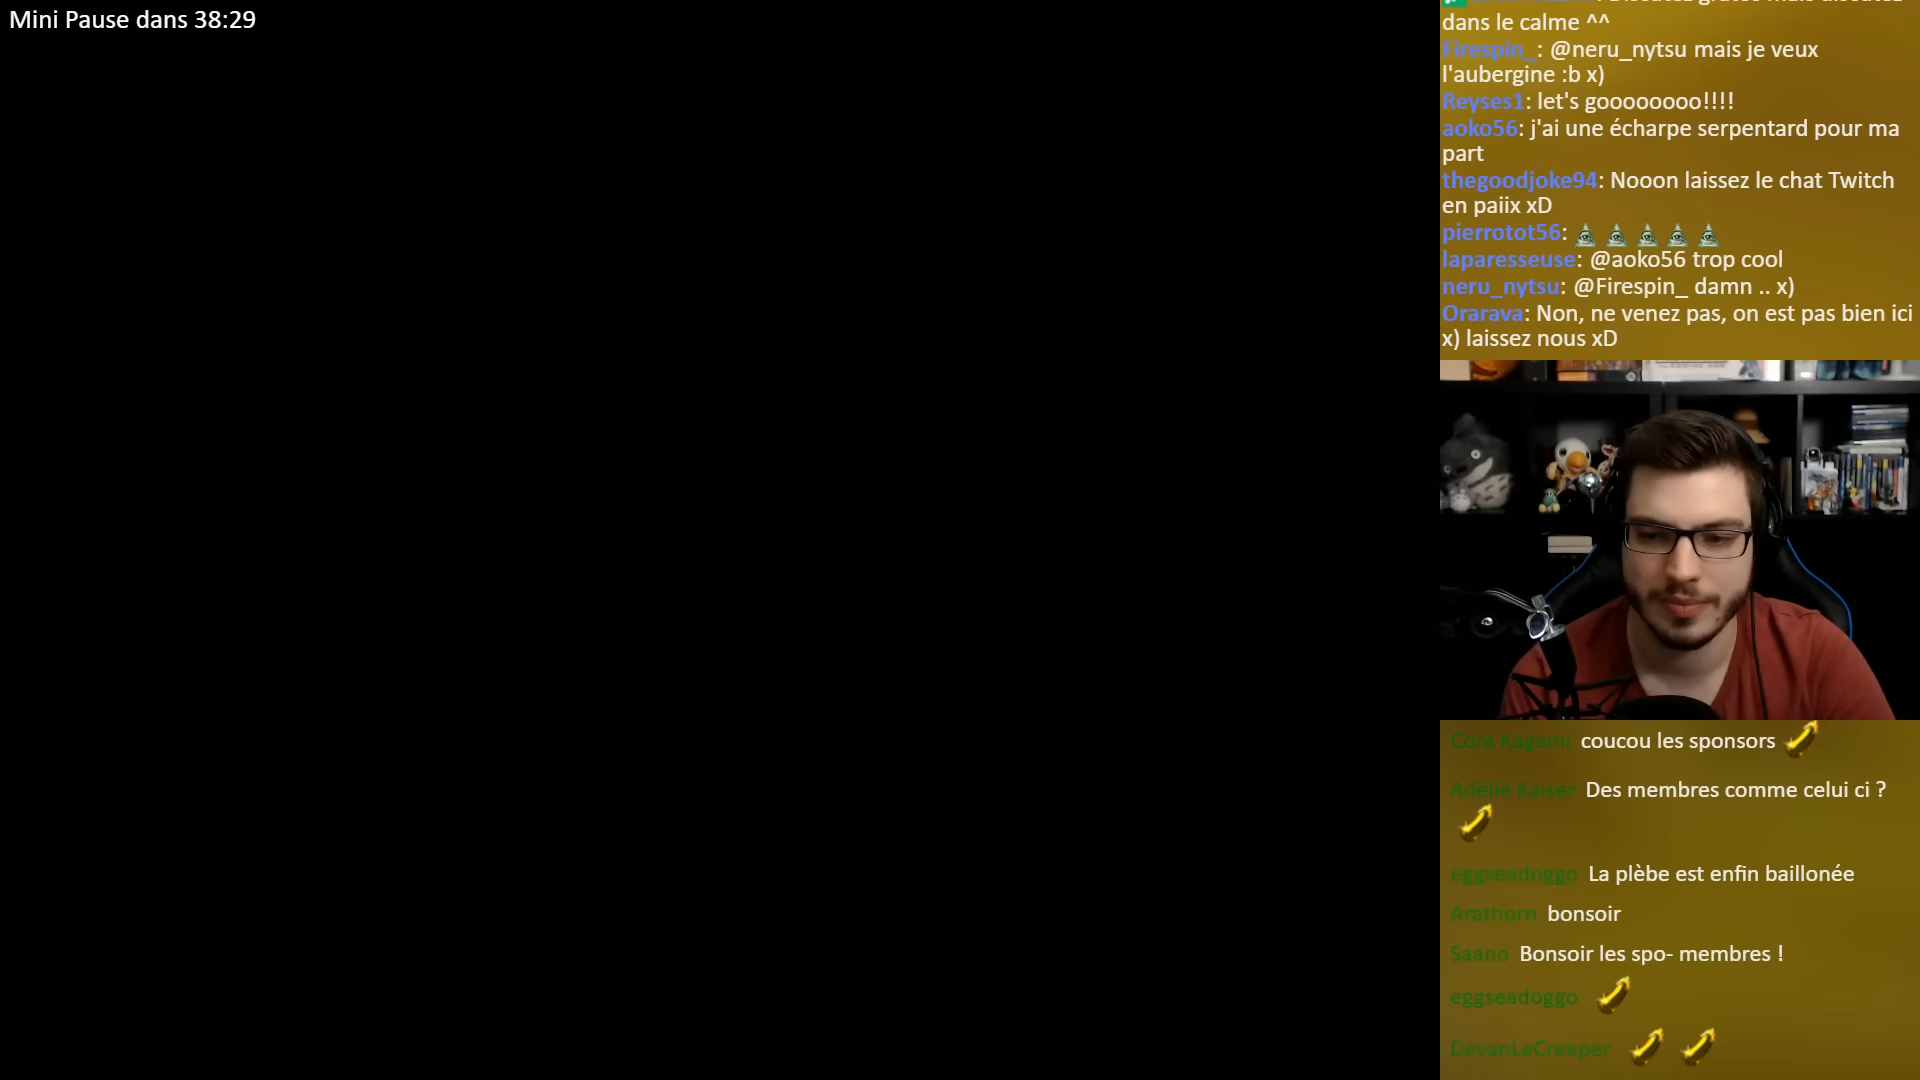 Mini Pause dans 38:29
dans le calme ^^
Firespin_: @neru_nytsu mais je veux
l'aubergine :b x)
Reyses1: let's goooooooo!!!!
aoko56: j'ai une écharpe serpentard pour ma
part
thegoodjoke94: Nooon laissez le chat Twitch
en paiix xD
pierrotot56:
laparesseuse: @aoko56 trop cool
neru_nytsu: @Firespin_ damn .. x)
Orarava: Non, ne venez pas, on est pas bien ici
x) laissez nous xD
Cora Kagami coucou les sponsors
Adélie Kaiser Des membres comme celui ci ?
eggseadoggo La plèbe est enfin baillonée
Arathorn bonsoir
Saano Bonsoir les spo- membres !
eggseadoggo
DevanLeCreeper